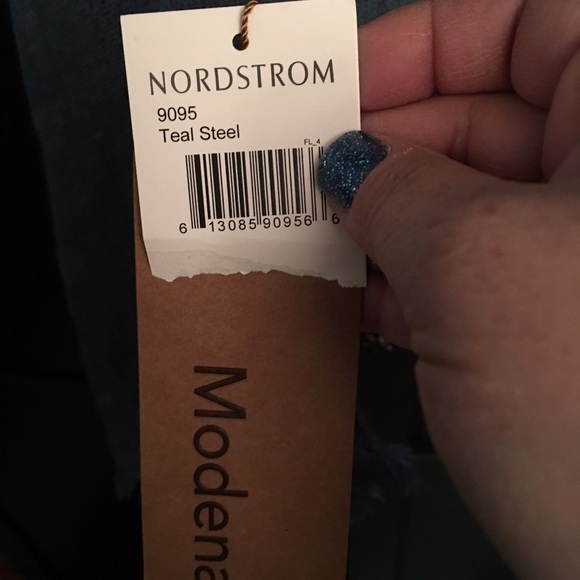 NORDSTROM
9095
Teal Steel
FL_4
6 13085 90956 6
Modena